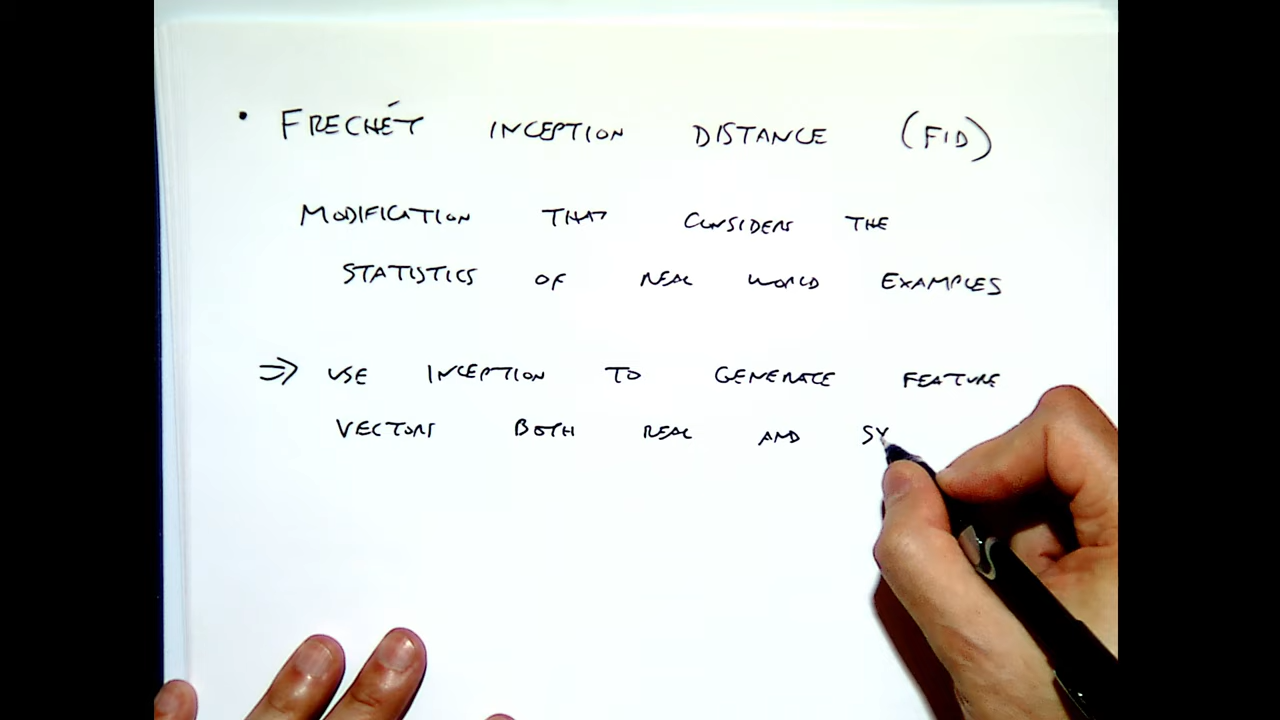 • FRECHÉT INCEPTION DISTANCE (FID)
MODIFICATION THAT CONSIDERS THE
STATISTICS OF REAL WORLD EXAMPLES
⇒ USE INCEPTION TO GENERATE FEATURE
VECTORS BOTH REAL AND SY